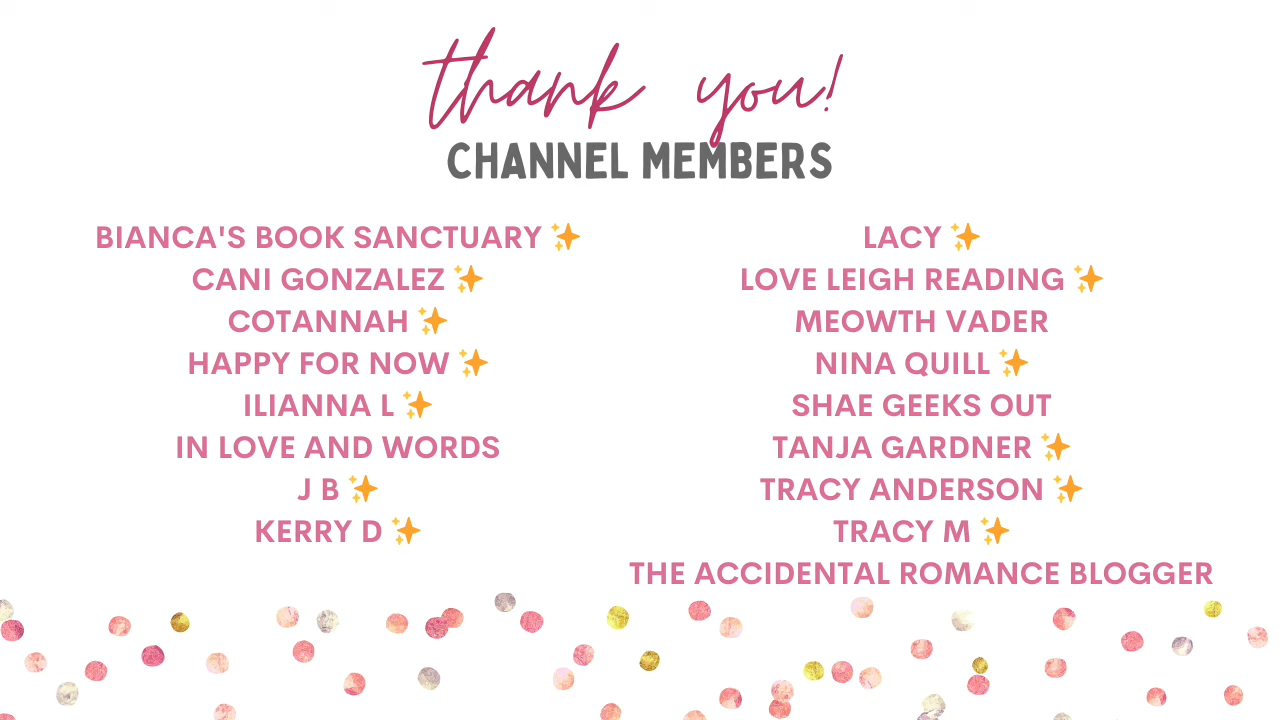 thank you!
CHANNEL MEMBERS
BIANCA'S BOOK SANCTUARY ✨
CANI GONZALEZ ✨
COTANNAH ✨
HAPPY FOR NOW ✨
ILIANNA L ✨
IN LOVE AND WORDS
J B ✨
KERRY D ✨
LACY ✨
LOVE LEIGH READING ✨
MEOWTH VADER
NINA QUILL ✨
SHAE GEEKS OUT
TANJA GARDNER ✨
TRACY ANDERSON ✨
TRACY M ✨
THE ACCIDENTAL ROMANCE BLOGGER